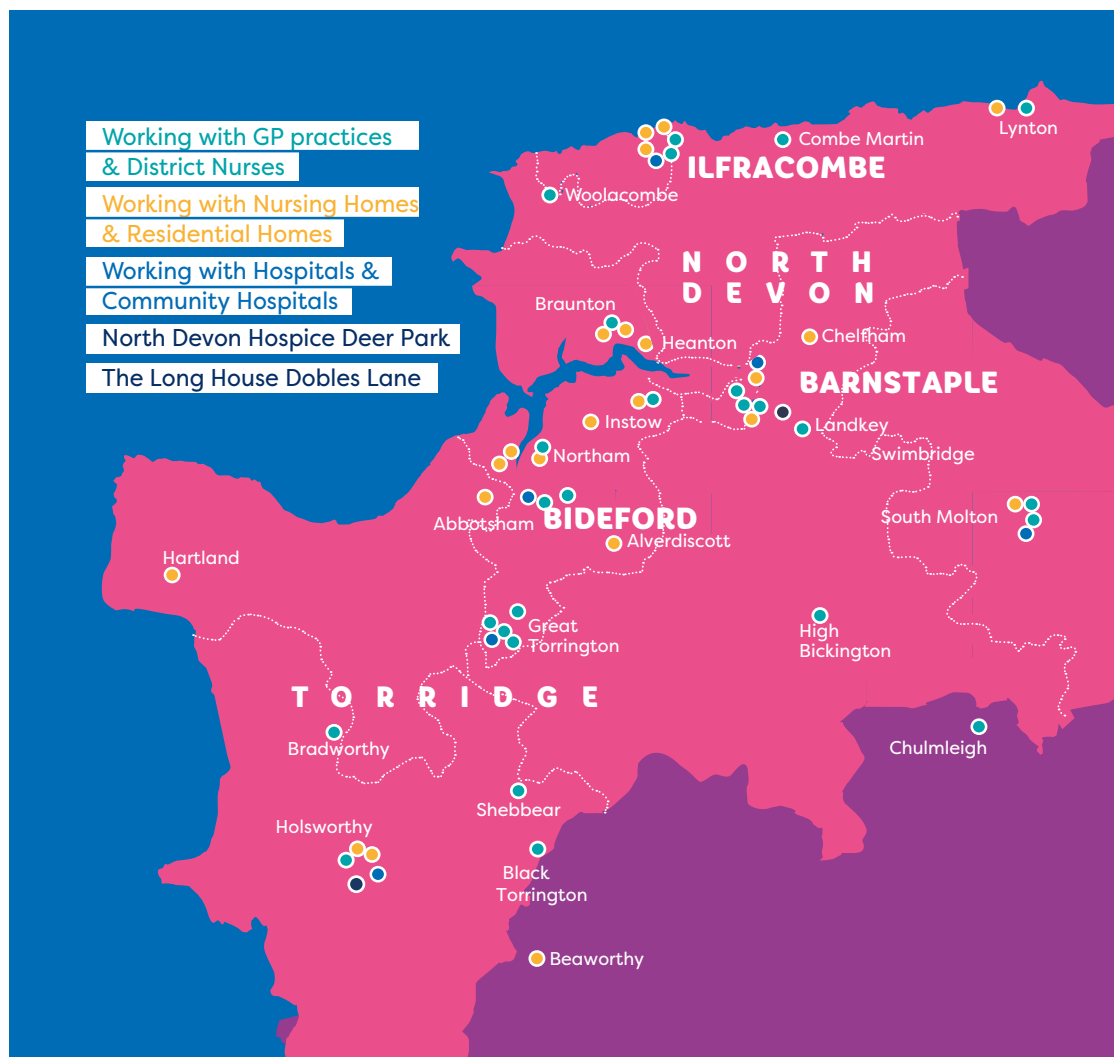 Working with GP practices
& District Nurses
Working with Nursing Homes
& Residential Homes
Working with Hospitals &
Community Hospitals
North Devon Hospice Deer Park
The Long House Dobles Lane
Lynton
Combe Martin
ILFRACOMBE
Woolacombe
NORTH
DEVON
Braunton
Heanton
Chelfham
BARNSTAPLE
Instow
Landkey
Northam
Swimbridge
Abbotsham
BIDEFORD
South Molton
Alverdiscott
Hartland
Great
Torrington
High
Bickington
TORRIDGE
Bradworthy
Chulmleigh
Shebbear
Holsworthy
Black
Torrington
Beaworthy